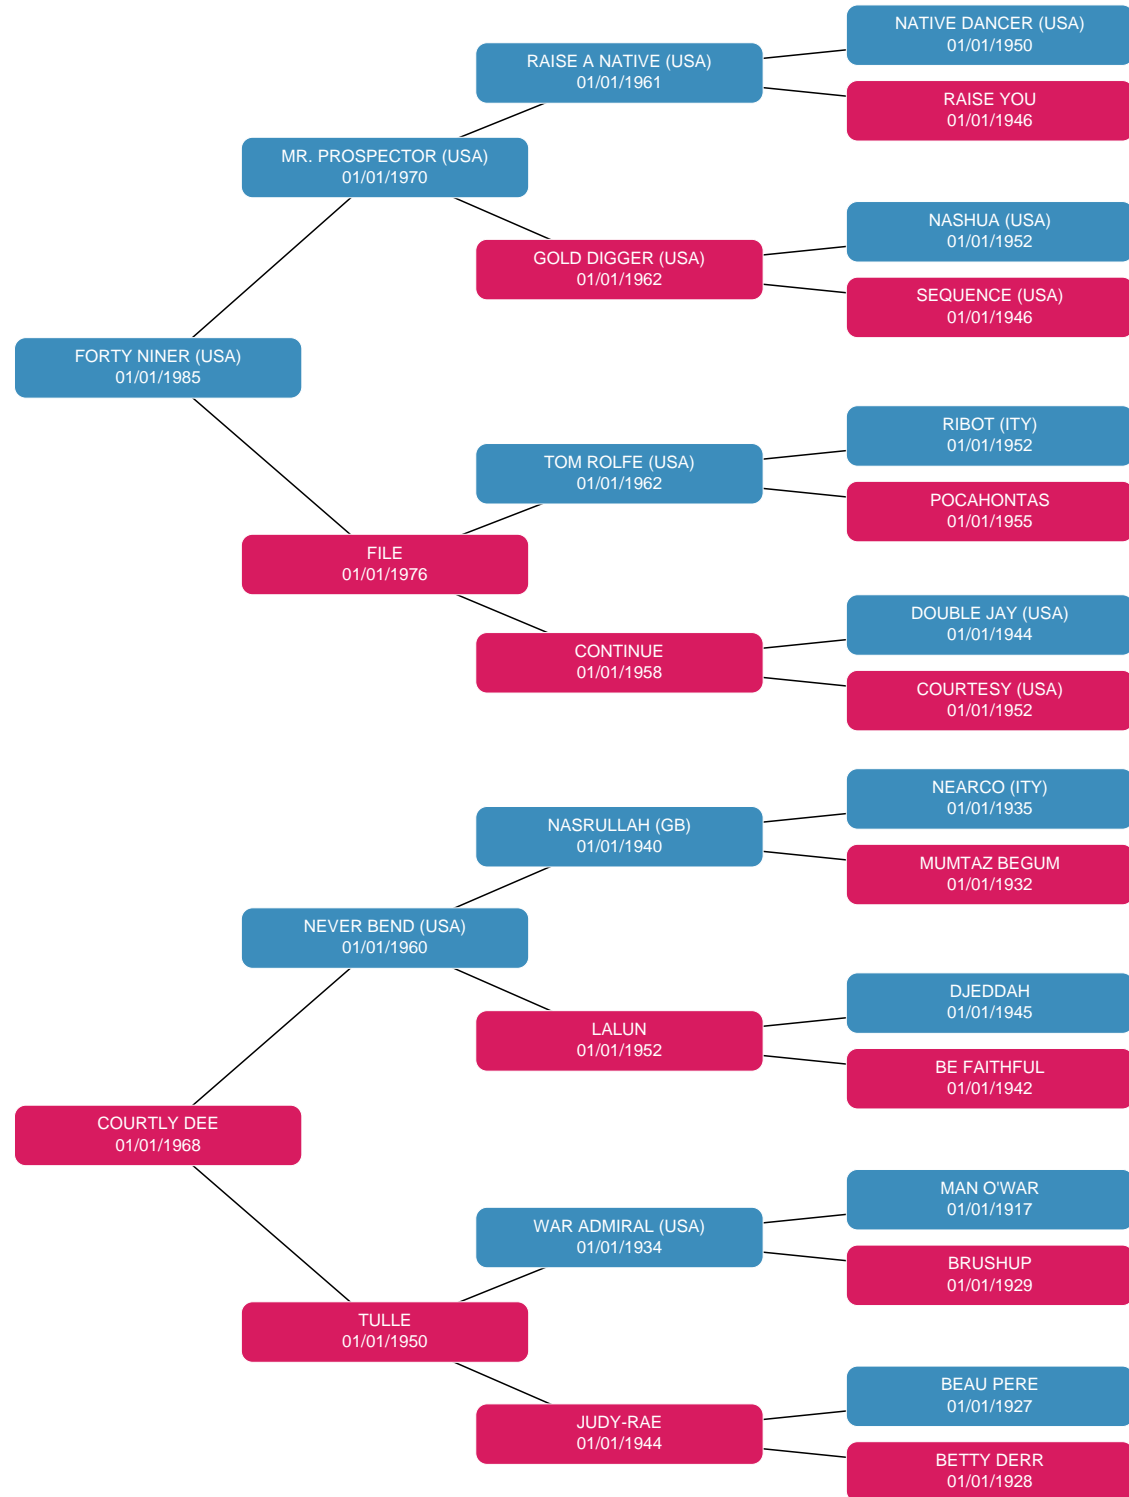 NATIVE DANCER (USA)
01/01/1950
RAISE A NATIVE (USA)
01/01/1961
RAISE YOU
01/01/1946
MR. PROSPECTOR (USA)
01/01/1970
NASHUA (USA)
01/01/1952
GOLD DIGGER (USA)
01/01/1962
SEQUENCE (USA)
01/01/1946
FORTY NINER (USA)
01/01/1985
RIBOT (ITY)
01/01/1952
TOM ROLFE (USA)
01/01/1962
POCAHONTAS
01/01/1955
FILE
01/01/1976
DOUBLE JAY (USA)
01/01/1944
CONTINUE
01/01/1958
COURTESY (USA)
01/01/1952
NEARCO (ITY)
01/01/1935
NASRULLAH (GB)
01/01/1940
MUMTAZ BEGUM
01/01/1932
NEVER BEND (USA)
01/01/1960
DJEDDAH
01/01/1945
LALUN
01/01/1952
BE FAITHFUL
01/01/1942
COURTLY DEE
01/01/1968
MAN O'WAR
01/01/1917
WAR ADMIRAL (USA)
01/01/1934
BRUSHUP
01/01/1929
TULLE
01/01/1950
BEAU PERE
01/01/1927
JUDY-RAE
01/01/1944
BETTY DERR
01/01/1928